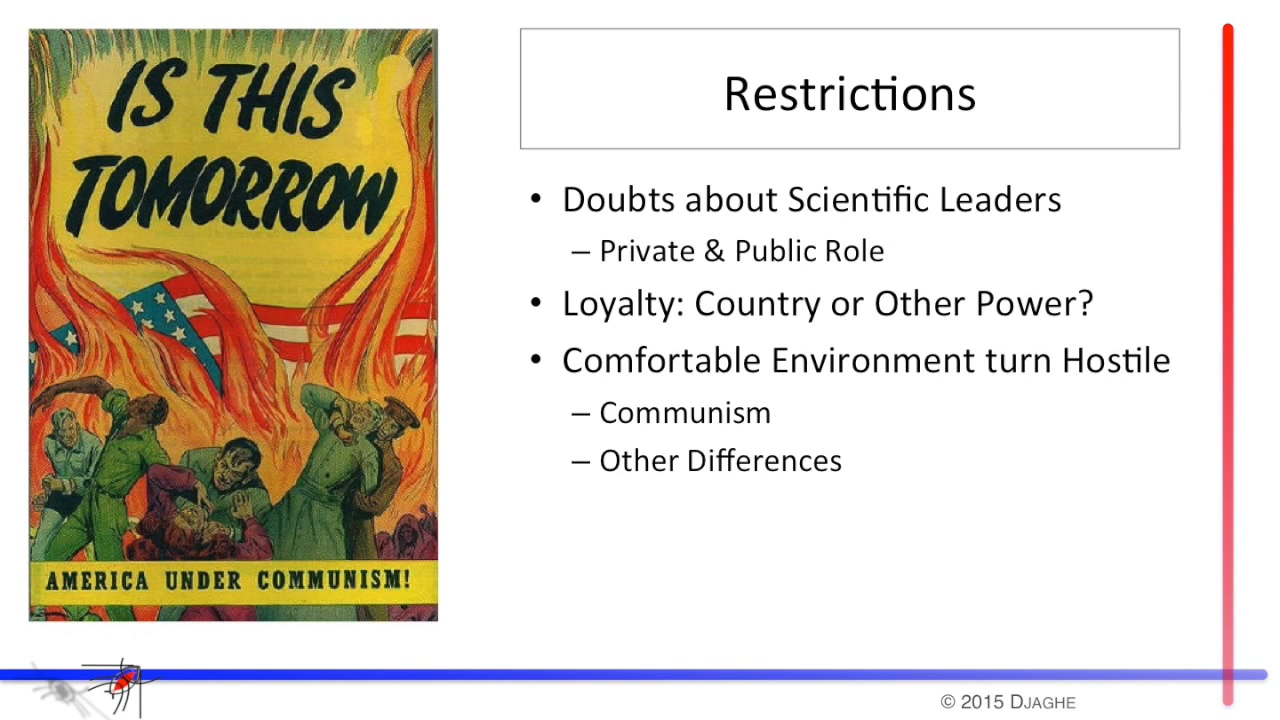 IS THIS
TOMORROW
AMERICA UNDER COMMUNISM!
Restrictions
• Doubts about Scientific Leaders
– Private & Public Role
• Loyalty: Country or Other Power?
• Comfortable Environment turn Hostile
– Communism
– Other Differences
© 2015 DJAGHE